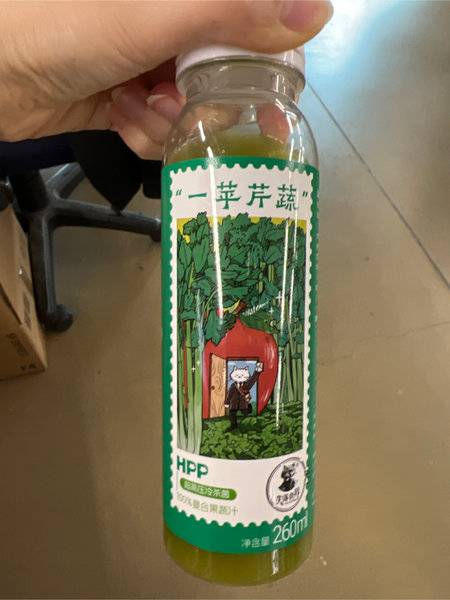 “一苹芹蔬”
HPP
超高压冷杀菌
100%复合果蔬汁
净含量 260ml